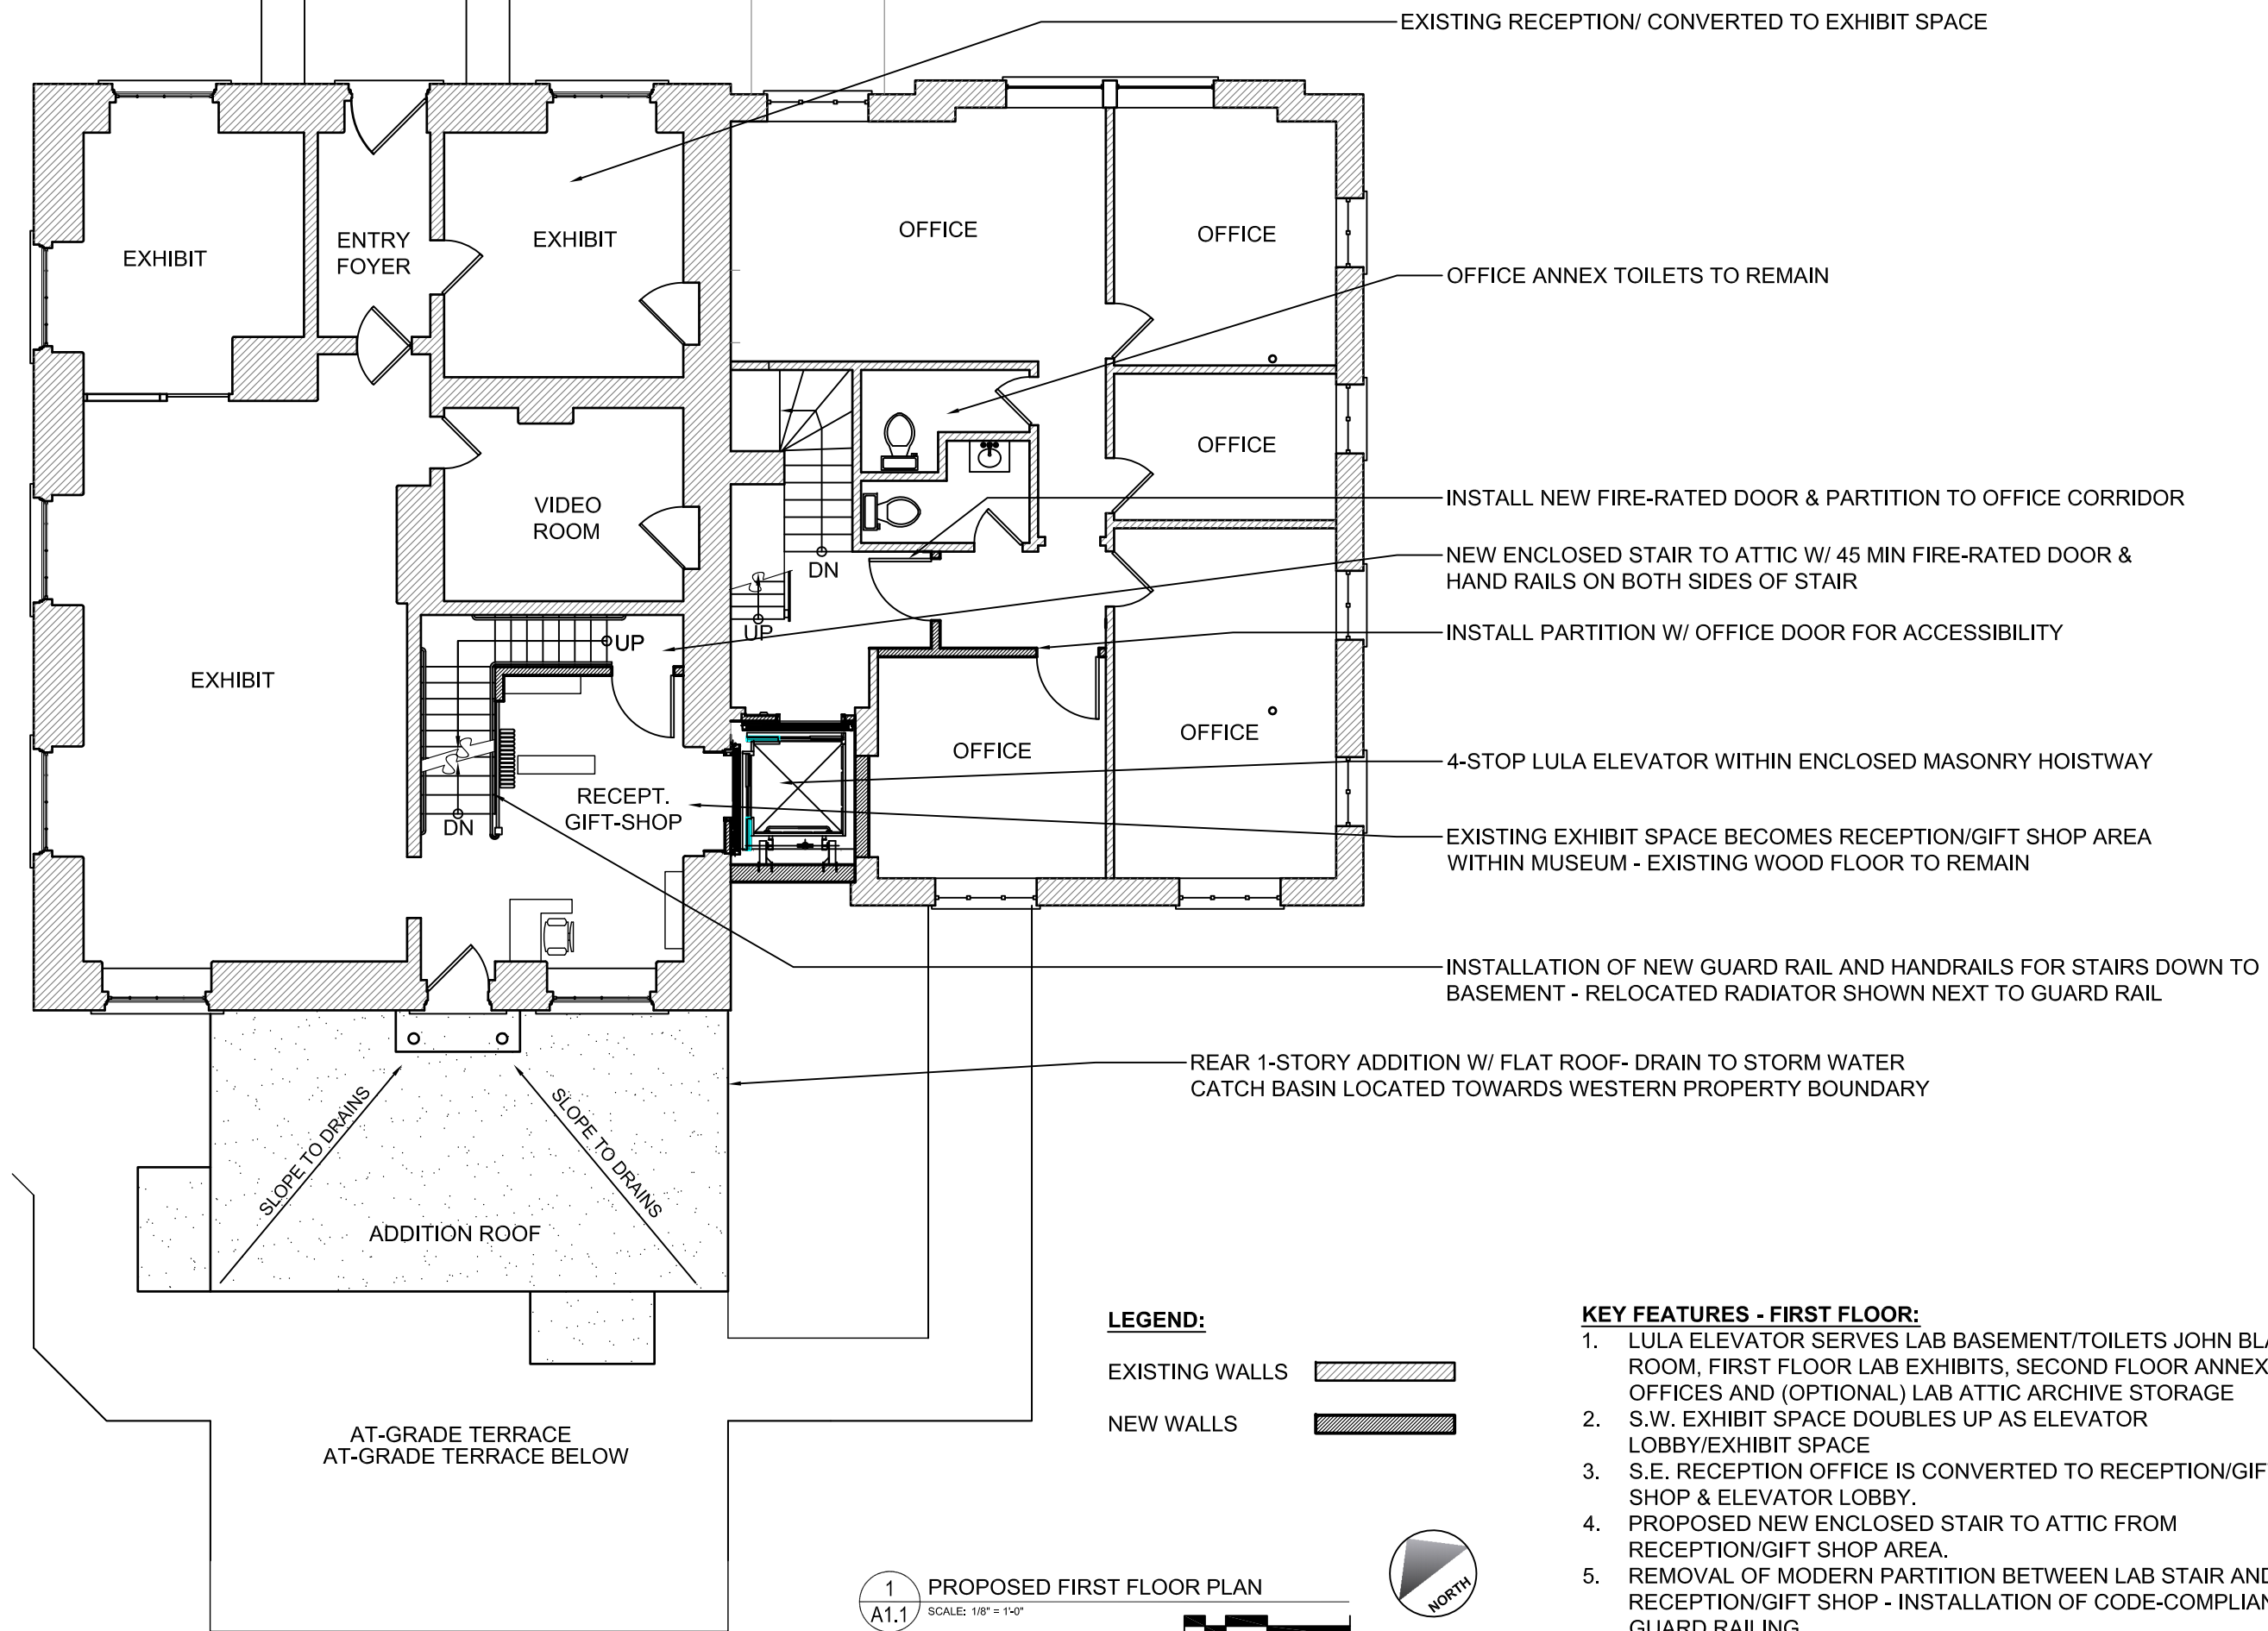 EXISTING RECEPTION/ CONVERTED TO EXHIBIT SPACE
EXHIBIT
ENTRY
FOYER
EXHIBIT
OFFICE
OFFICE
OFFICE ANNEX TOILETS TO REMAIN
OFFICE
VIDEO
ROOM
INSTALL NEW FIRE-RATED DOOR & PARTITION TO OFFICE CORRIDOR
DN
NEW ENCLOSED STAIR TO ATTIC W/ 45 MIN FIRE-RATED DOOR &
HAND RAILS ON BOTH SIDES OF STAIR
UP
UP
INSTALL PARTITION W/ OFFICE DOOR FOR ACCESSIBILITY
EXHIBIT
OFFICE
OFFICE
4-STOP LULA ELEVATOR WITHIN ENCLOSED MASONRY HOISTWAY
RECEPT.
GIFT-SHOP
DN
EXISTING EXHIBIT SPACE BECOMES RECEPTION/GIFT SHOP AREA
WITHIN MUSEUM - EXISTING WOOD FLOOR TO REMAIN
INSTALLATION OF NEW GUARD RAIL AND HANDRAILS FOR STAIRS DOWN TO
BASEMENT - RELOCATED RADIATOR SHOWN NEXT TO GUARD RAIL
REAR 1-STORY ADDITION W/ FLAT ROOF- DRAIN TO STORM WATER
CATCH BASIN LOCATED TOWARDS WESTERN PROPERTY BOUNDARY
SLOPE TO DRAINS
SLOPE TO DRAINS
ADDITION ROOF
AT-GRADE TERRACE
AT-GRADE TERRACE BELOW
LEGEND:
EXISTING WALLS
NEW WALLS
KEY FEATURES - FIRST FLOOR:
1. LULA ELEVATOR SERVES LAB BASEMENT/TOILETS JOHN BLA
ROOM, FIRST FLOOR LAB EXHIBITS, SECOND FLOOR ANNEX
OFFICES AND (OPTIONAL) LAB ATTIC ARCHIVE STORAGE
2. S.W. EXHIBIT SPACE DOUBLES UP AS ELEVATOR
LOBBY/EXHIBIT SPACE
3. S.E. RECEPTION OFFICE IS CONVERTED TO RECEPTION/GIF
SHOP & ELEVATOR LOBBY.
4. PROPOSED NEW ENCLOSED STAIR TO ATTIC FROM
RECEPTION/GIFT SHOP AREA.
5. REMOVAL OF MODERN PARTITION BETWEEN LAB STAIR AND
RECEPTION/GIFT SHOP - INSTALLATION OF CODE-COMPLIAN
GUARD RAILING
1
A1.1
PROPOSED FIRST FLOOR PLAN
SCALE: 1/8" = 1'-0"
NORTH